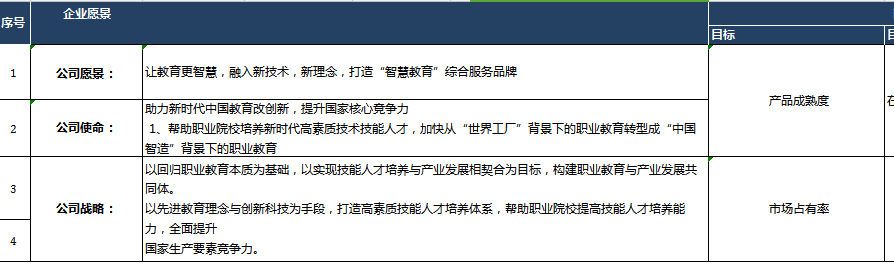 序号
企业愿景
目标
1
公司愿景：
让教育更智慧，融入新技术，新理念，打造“智慧教育”综合服务品牌
产品成熟度
2
公司使命：
助力新时代中国教育改创新，提升国家核心竞争力
1、帮助职业院校培养新时代高素质技术技能人才，加快从“世界工厂”背景下的职业教育转型成“中国
智造”背景下的职业教育
3
4
公司战略：
以回归职业教育本质为基础，以实现技能人才培养与产业发展相契合为目标，构建职业教育与产业发展共
同体。
以先进教育理念与创新科技为手段，打造高素质技能人才培养体系，帮助职业院校提高技能人才培养能
力，全面提升
国家生产要素竞争力。
市场占有率